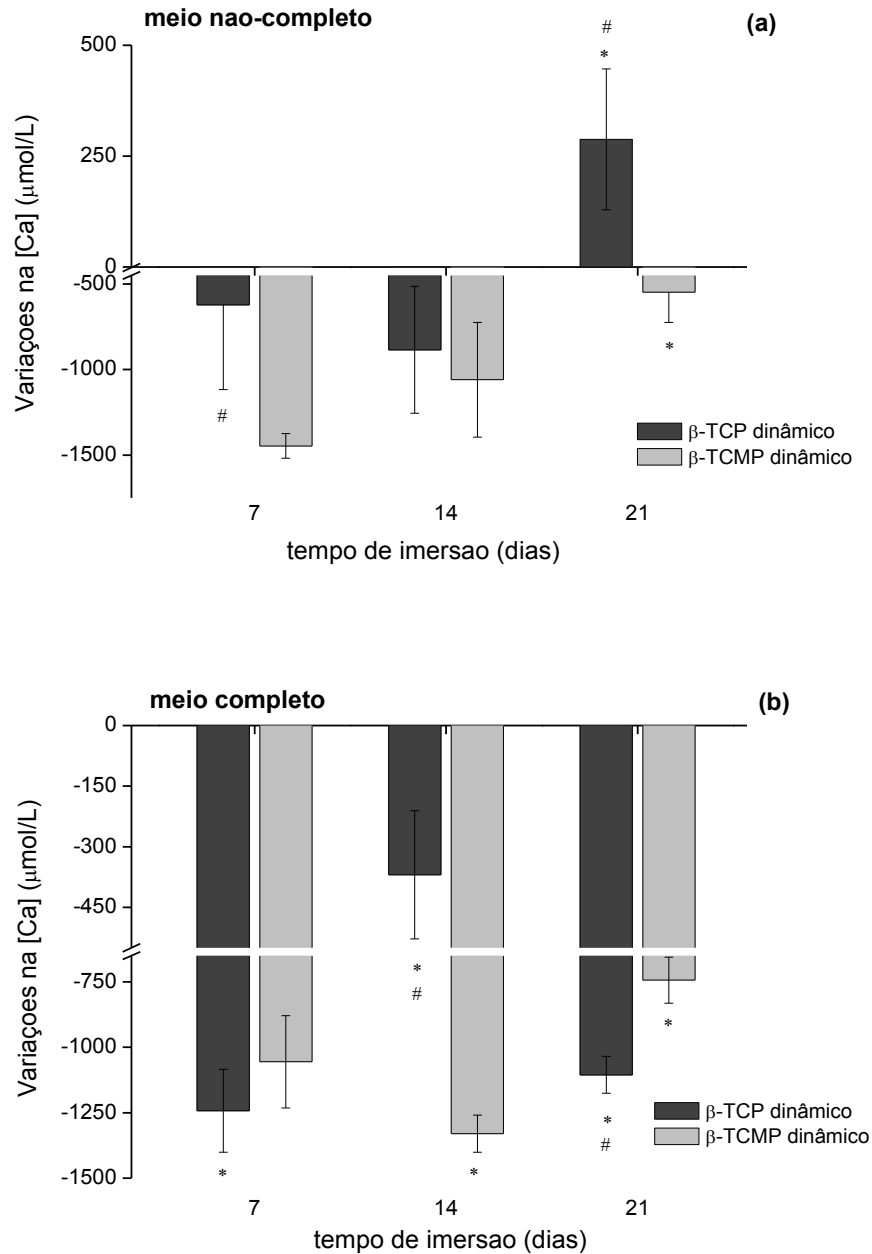 meio nao-completo
(a)
Variações na [Ca] (μmol/L)
500
250
0
-500
-1000
-1500
#
*
#
*
β-TCP dinâmico
β-TCMP dinâmico
7 14 21
tempo de imersao (dias)
meio completo
(b)
Variações na [Ca] (μmol/L)
0
-150
-300
-450
-750
-1000
-1250
-1500
*
*
#
*
*
#
*
β-TCP dinâmico
β-TCMP dinâmico
7 14 21
tempo de imersao (dias)